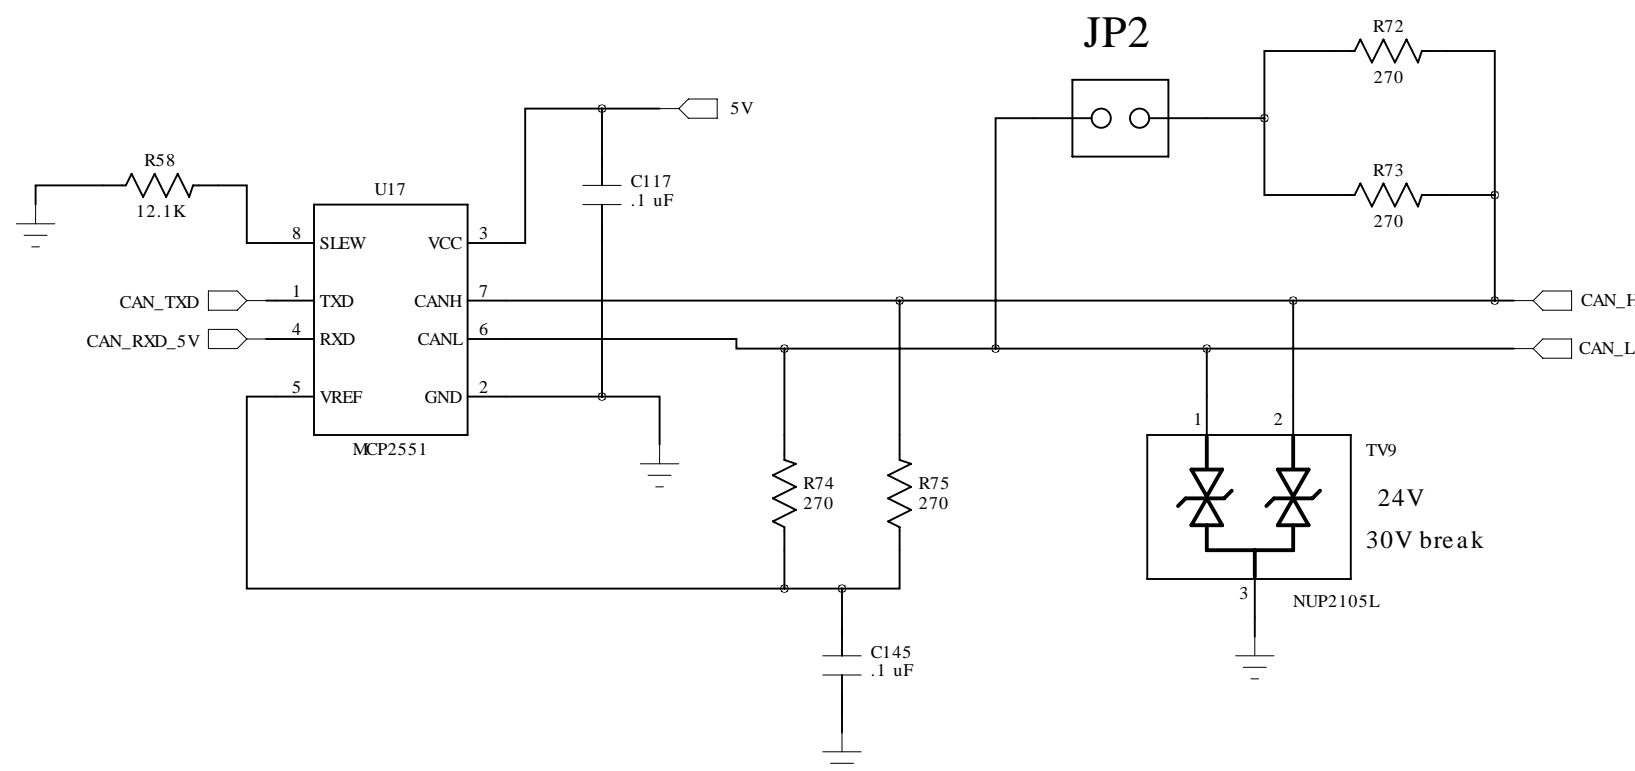 JP2
R72
270
5V
R58
12.1K
U17
C117
.1 uF
R73
270
8
SLEW
VCC
3
CAN_TXD
1
TXD
CANH
7
CAN_H
CAN_RXD_5V
4
RXD
CANL
6
CAN_L
5
VREF
GND
2
MCP2551
1
2
TV9
R74
270
R75
270
24V
30V break
3
NUP2105L
C145
.1 uF